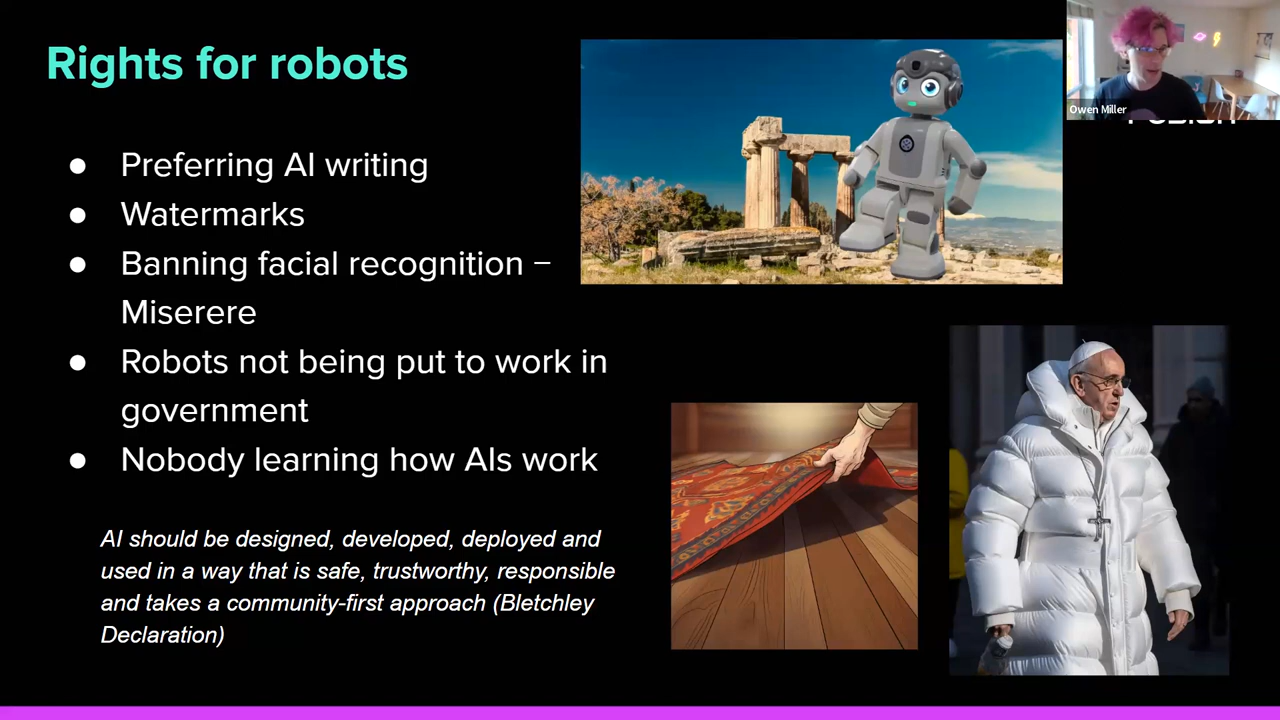 Rights for robots
Owen Miller
● Preferring AI writing
● Watermarks
● Banning facial recognition –
Miserere
● Robots not being put to work in
government
● Nobody learning how AIs work
AI should be designed, developed, deployed and
used in a way that is safe, trustworthy, responsible
and takes a community-first approach (Bletchley
Declaration)